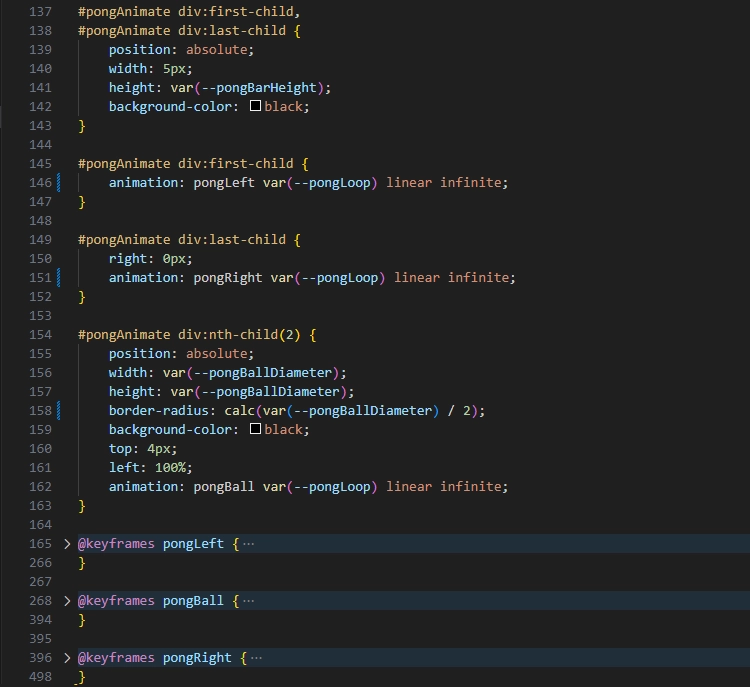 137 #pongAnimate div:first-child,
138 #pongAnimate div:last-child {
139     position: absolute;
140     width: 5px;
141     height: var(--pongBarHeight);
142     background-color: black;
143 }
144
145 #pongAnimate div:first-child {
146     animation: pongLeft var(--pongLoop) linear infinite;
147 }
148
149 #pongAnimate div:last-child {
150     right: 0px;
151     animation: pongRight var(--pongLoop) linear infinite;
152 }
153
154 #pongAnimate div:nth-child(2) {
155     position: absolute;
156     width: var(--pongBallDiameter);
157     height: var(--pongBallDiameter);
158     border-radius: calc(var(--pongBallDiameter) / 2);
159     background-color: black;
160     top: 4px;
161     left: 100%;
162     animation: pongBall var(--pongLoop) linear infinite;
163 }
164
165 > @keyframes pongLeft { ···
266 }
267
268 > @keyframes pongBall { ···
394 }
395
396 > @keyframes pongRight { ···
498 }